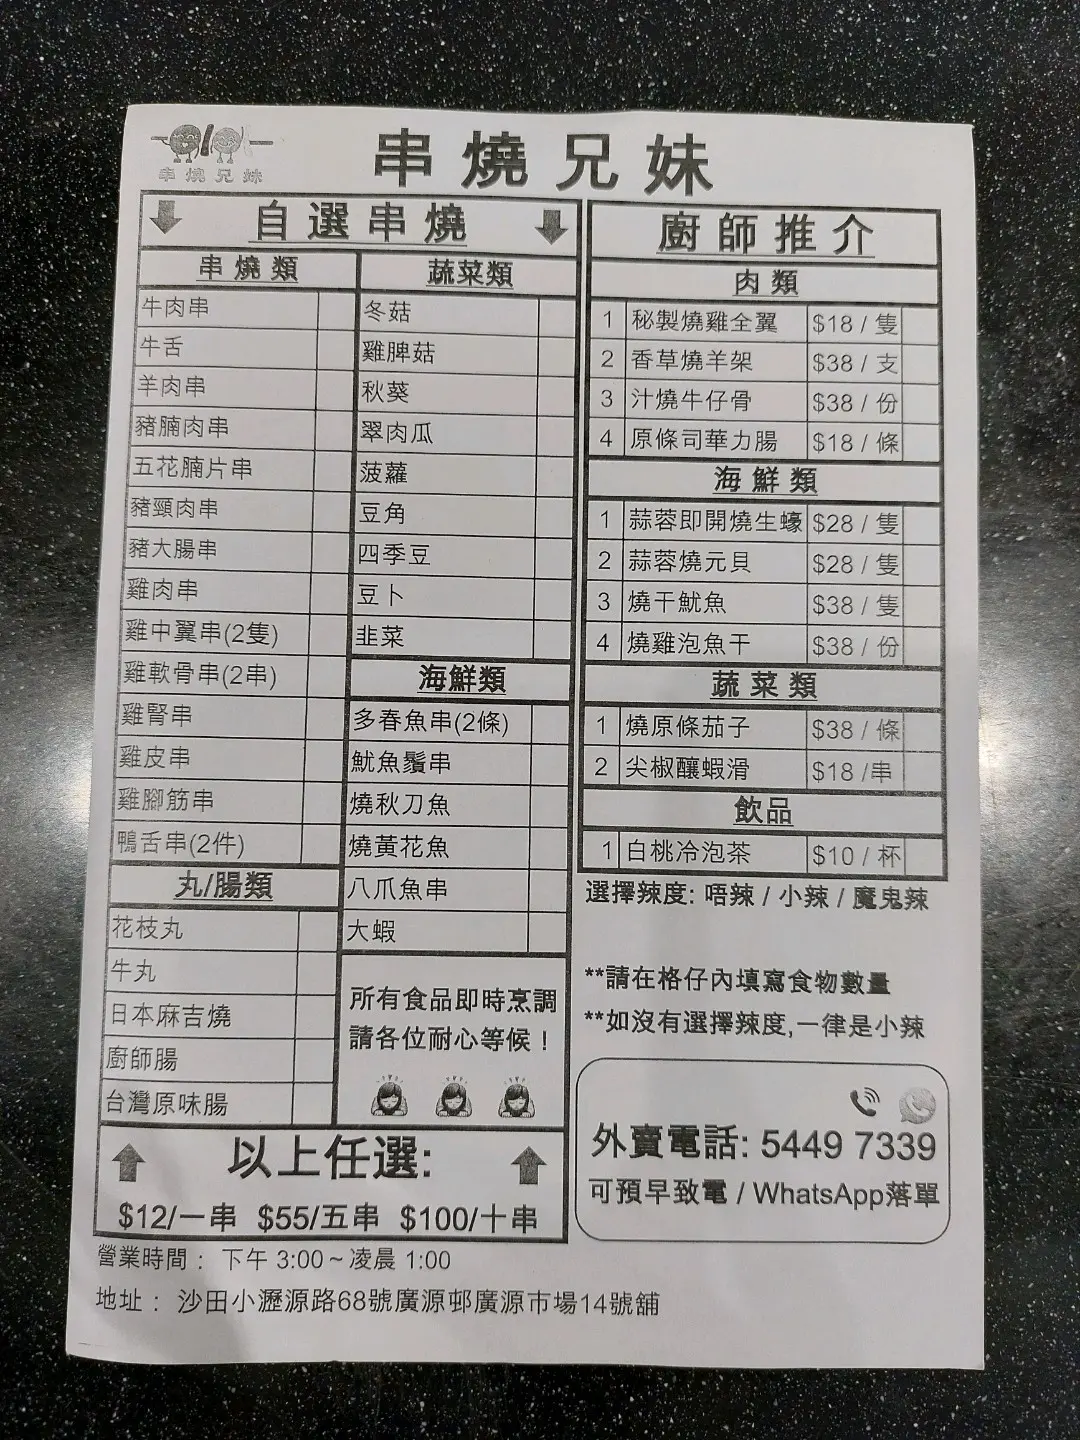 串燒兄妹
串燒兄妹
自選串燒
串燒類
牛肉串
牛舌
羊肉串
豬腩肉串
五花腩片串
豬頸肉串
豬大腸串
雞肉串
雞中翼串(2隻)
雞軟骨串(2串)
雞腎串
雞皮串
雞腳筋串
鴨舌串(2件)
丸/腸類
花枝丸
牛丸
日本麻吉燒
廚師腸
台灣原味腸
蔬菜類
冬菇
雞脾菇
秋葵
翠肉瓜
菠蘿
豆角
四季豆
豆卜
韭菜
海鮮類
多春魚串(2條)
魷魚鬚串
燒秋刀魚
燒黃花魚
八爪魚串
大蝦
所有食品即時烹調
請各位耐心等候！
以上任選:
$12/一串 $55/五串 $100/十串
廚師推介
肉類
1 秘製燒雞全翼 $18 / 隻
2 香草燒羊架 $38 / 支
3 汁燒牛仔骨 $38 / 份
4 原條司華力腸 $18 / 條
海鮮類
1 蒜蓉即開燒生蠔 $28 / 隻
2 蒜蓉燒元貝 $28 / 隻
3 燒干魷魚 $38 / 隻
4 燒雞泡魚干 $38 / 份
蔬菜類
1 燒原條茄子 $38 / 條
2 尖椒釀蝦滑 $18 /串
飲品
1 白桃冷泡茶 $10 / 杯
選擇辣度: 唔辣 / 小辣 / 魔鬼辣
**請在格仔內填寫食物數量
**如沒有選擇辣度,一律是小辣
外賣電話: 5449 7339
可預早致電 / WhatsApp落單
營業時間： 下午 3:00 ~ 凌晨 1:00
地址： 沙田小瀝源路68號廣源邨廣源市場14號舖